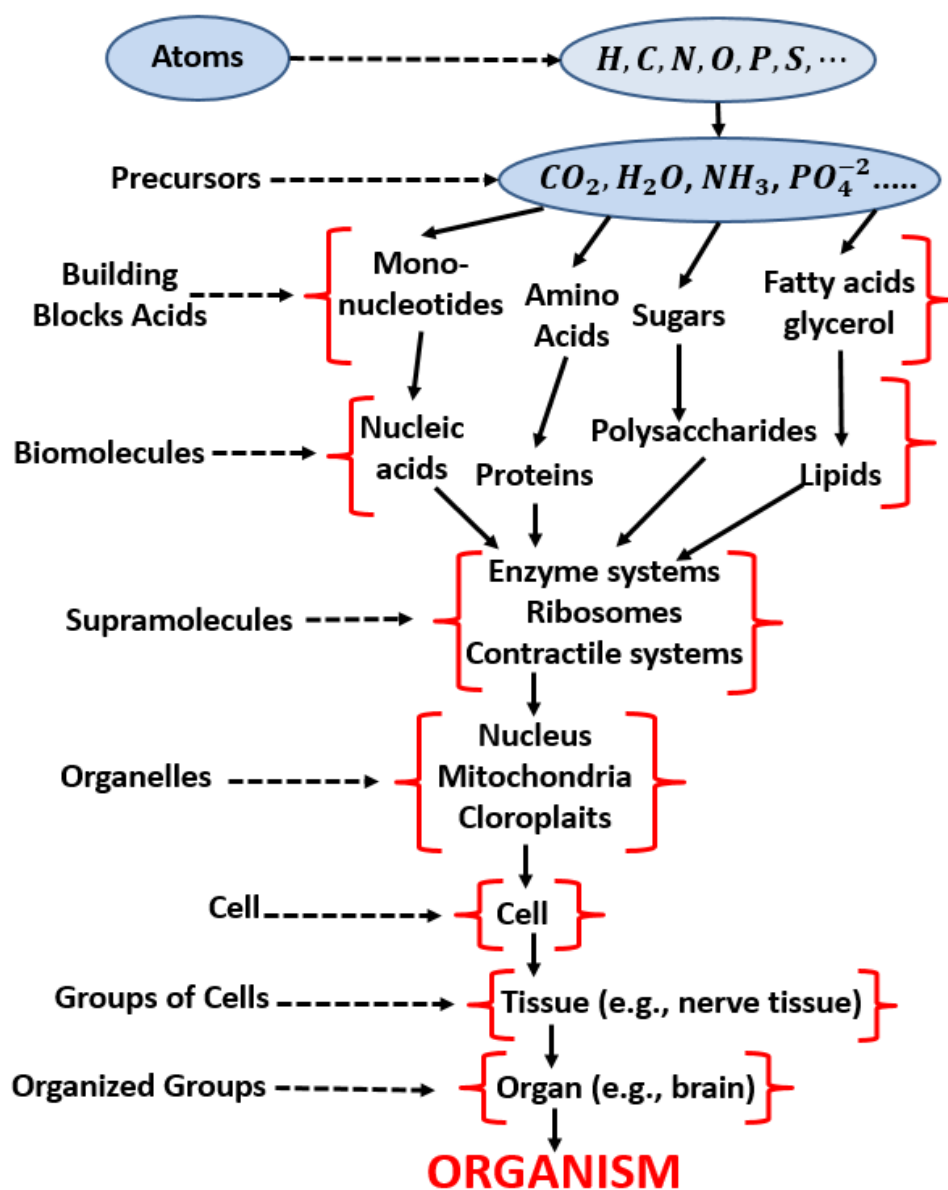 Atoms
H, C, N, O, P, S, ⋯
Precursors
CO₂, H₂O, NH₃, PO₄⁻².....
Building
Blocks Acids
Mono-
nucleotides
Amino
Acids
Sugars
Fatty acids
glycerol
Biomolecules
Nucleic
acids
Proteins
Polysaccharides
Lipids
Supramolecules
Enzyme systems
Ribosomes
Contractile systems
Organelles
Nucleus
Mitochondria
Cloroplaits
Cell
Cell
Groups of Cells
Tissue (e.g., nerve tissue)
Organized Groups
Organ (e.g., brain)
ORGANISM